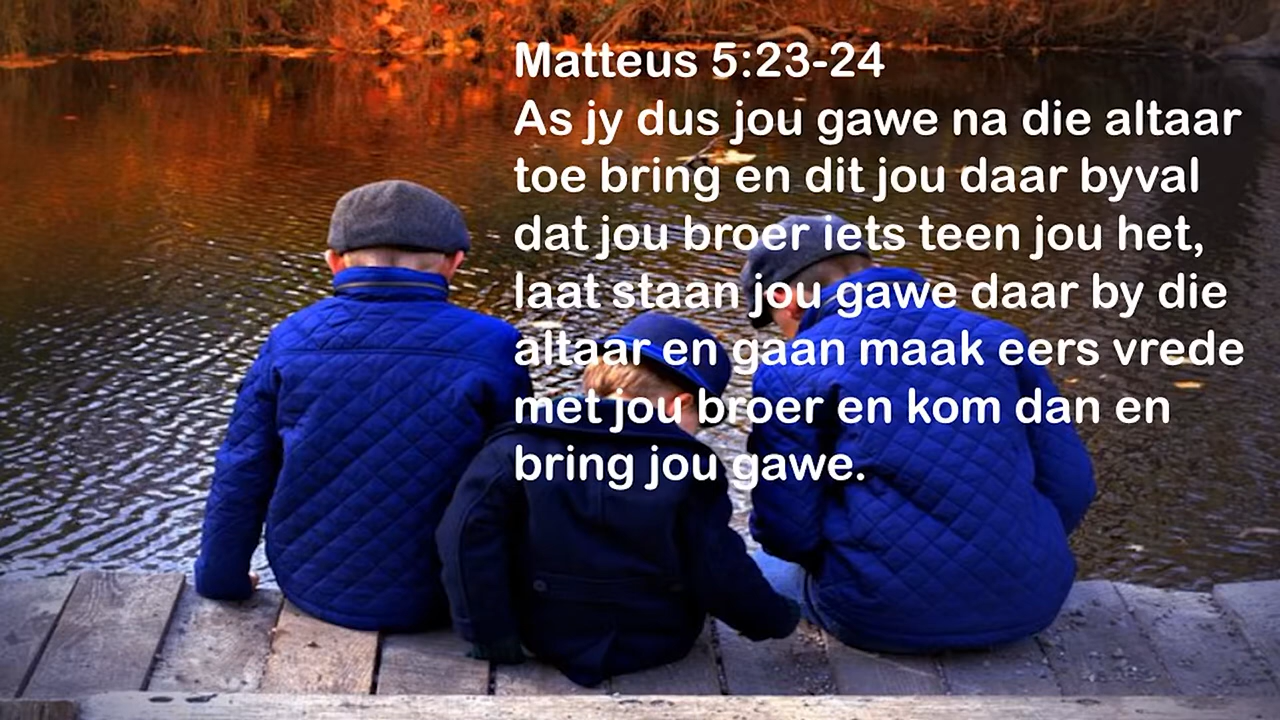 Matteus 5:23-24
As jy dus jou gawe na die altaar
toe bring en dit jou daar byval
dat jou broer iets teen jou het,
laat staan jou gawe daar by die
altaar en gaan maak eers vrede
met jou broer en kom dan en
bring jou gawe.